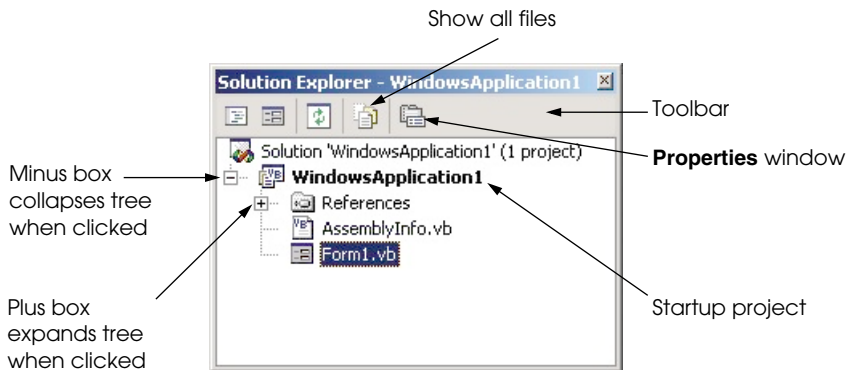 Show all files
Solution Explorer - WindowsApplication1
Toolbar
Properties window
Solution 'WindowsApplication1' (1 project)
Minus box
collapses tree
when clicked
WindowsApplication1
References
AssemblyInfo.vb
Form1.vb
Startup project
Plus box
expands tree
when clicked